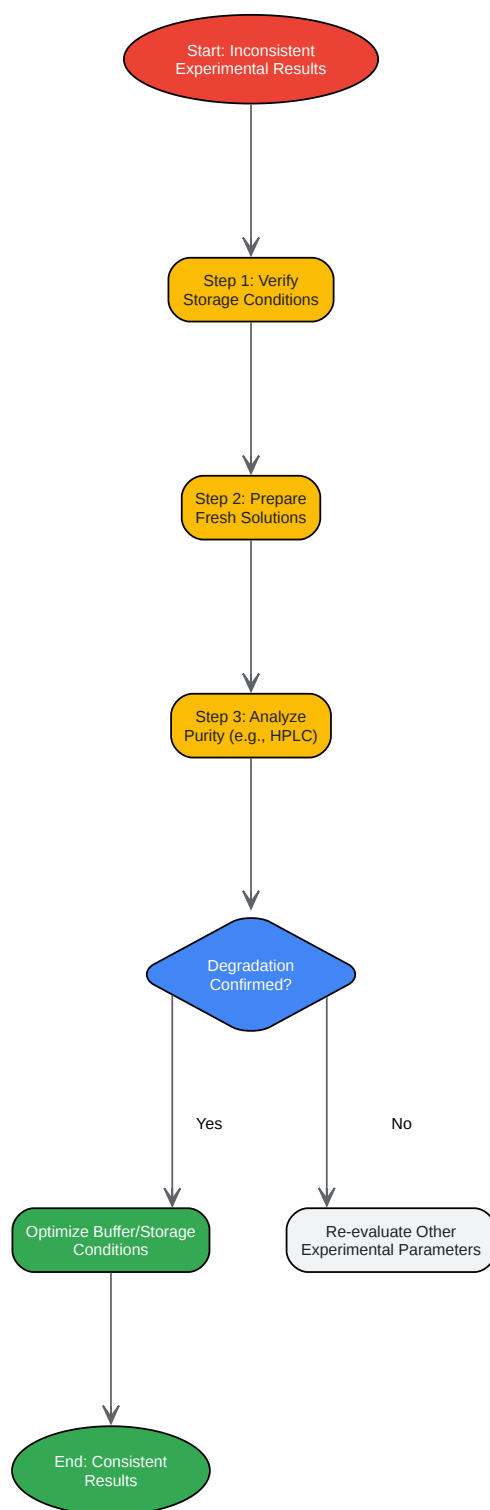 Start: Inconsistent
Experimental Results
Step 1: Verify
Storage Conditions
Step 2: Prepare
Fresh Solutions
Step 3: Analyze
Purity (e.g., HPLC)
Degradation
Confirmed?
Yes
No
Optimize Buffer/Storage
Conditions
Re-evaluate Other
Experimental Parameters
End: Consistent
Results